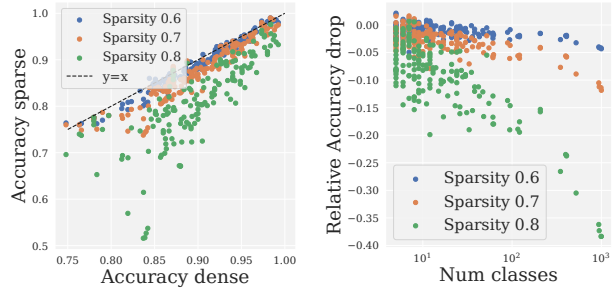 Accuracy sparse
1.0
0.9
0.8
0.7
0.6
0.5
Sparsity 0.6
Sparsity 0.7
Sparsity 0.8
y=x
0.75 0.80 0.85 0.90 0.95 1.00
Accuracy dense
Relative Accuracy drop
0.00
−0.05
−0.10
−0.15
−0.20
−0.25
−0.30
−0.35
−0.40
Sparsity 0.6
Sparsity 0.7
Sparsity 0.8
10¹ 10² 10³
Num classes